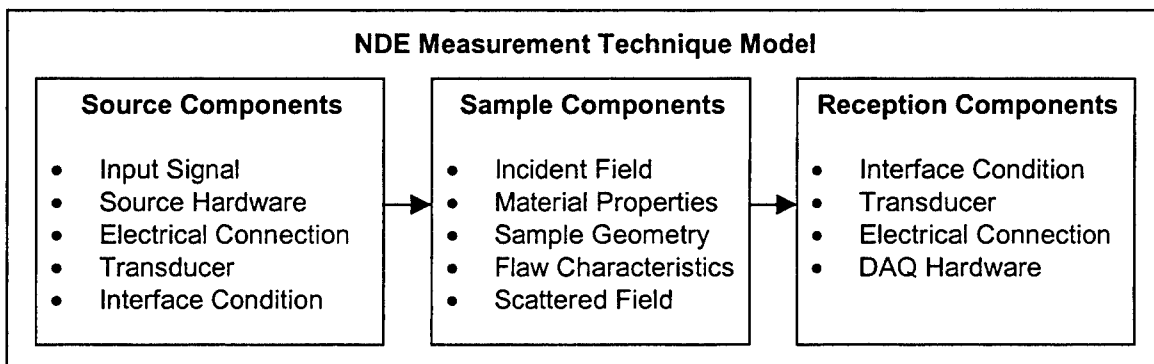 NDE Measurement Technique Model
Source Components
• Input Signal
• Source Hardware
• Electrical Connection
• Transducer
• Interface Condition
Sample Components
• Incident Field
• Material Properties
• Sample Geometry
• Flaw Characteristics
• Scattered Field
Reception Components
• Interface Condition
• Transducer
• Electrical Connection
• DAQ Hardware